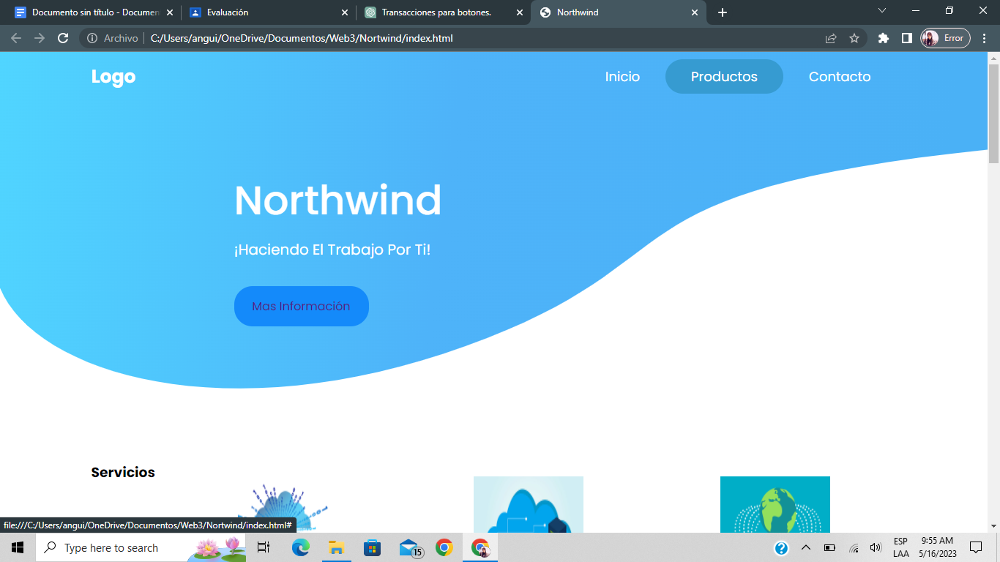 Documento sin título - Documen
Evaluación
Transacciones para botones.
Northwind
Archivo
C:/Users/angui/OneDrive/Documentos/Web3/Nortwind/index.html
Error
Logo
Inicio
Productos
Contacto
Northwind
¡Haciendo El Trabajo Por Ti!
Mas Información
Servicios
file:///C:/Users/angui/OneDrive/Documentos/Web3/Nortwind/index.html#
Type here to search
15
ESP
LAA
9:55 AM
5/16/2023